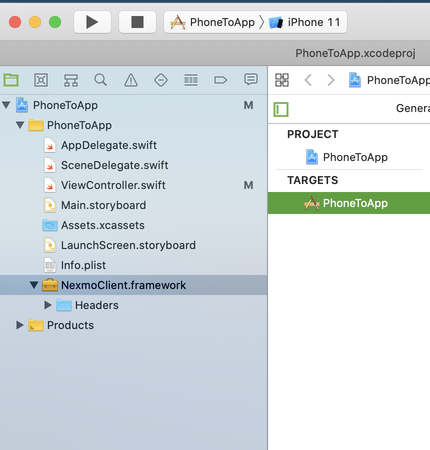 PhoneToApp iPhone 11
PhoneToApp.xcodeproj
PhoneToApp M
PhoneToApp
AppDelegate.swift
SceneDelegate.swift
ViewController.swift M
Main.storyboard
Assets.xcassets
LaunchScreen.storyboard
Info.plist
NexmoClient.framework
Headers
Products
PhoneToApp
Genera
PROJECT
PhoneToApp
TARGETS
PhoneToApp